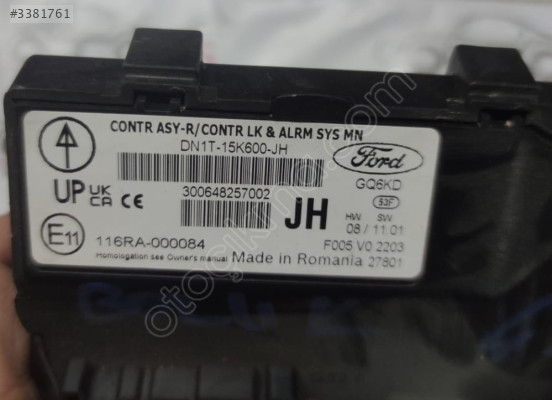 #3381761
CONTR ASY-R/CONTR LK & ALRM SYS MN
DN1T-15K600-JH
Ford
GQ6KD
53F
UP UK CA CE
300648257002
JH
HW SW
08 / 11.01
E11
116RA-000084
F005 V0 2203
Homologation see Owner's manual Made in Romania 27801